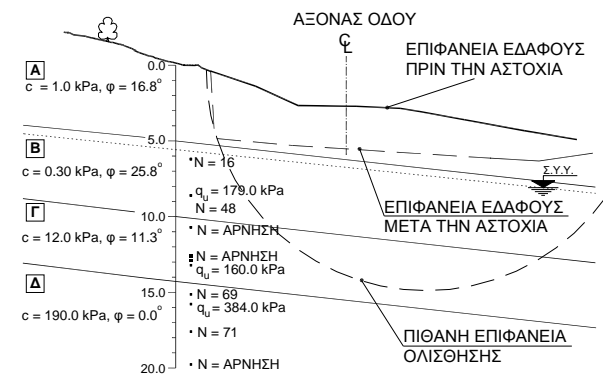 ΑΞΟΝΑΣ ΟΔΟΥ
℄
ΕΠΙΦΑΝΕΙΑ ΕΔΑΦΟΥΣ
ΠΡΙΝ ΤΗΝ ΑΣΤΟΧΙΑ
0.0
Α
c = 1.0 kPa, φ = 16.8°
5.0
Β
N = 16
c = 0.30 kPa, φ = 25.8°
Σ.Υ.Υ.
qu = 179.0 kPa
N = 48
ΕΠΙΦΑΝΕΙΑ ΕΔΑΦΟΥΣ
ΜΕΤΑ ΤΗΝ ΑΣΤΟΧΙΑ
10.0
Γ
N = ΑΡΝΗΣΗ
c = 12.0 kPa, φ = 11.3°
N = ΑΡΝΗΣΗ
qu = 160.0 kPa
Δ
15.0
N = 69
qu = 384.0 kPa
c = 190.0 kPa, φ = 0.0°
N = 71
ΠΙΘΑΝΗ ΕΠΙΦΑΝΕΙΑ
ΟΛΙΣΘΗΣΗΣ
20.0
N = ΑΡΝΗΣΗ